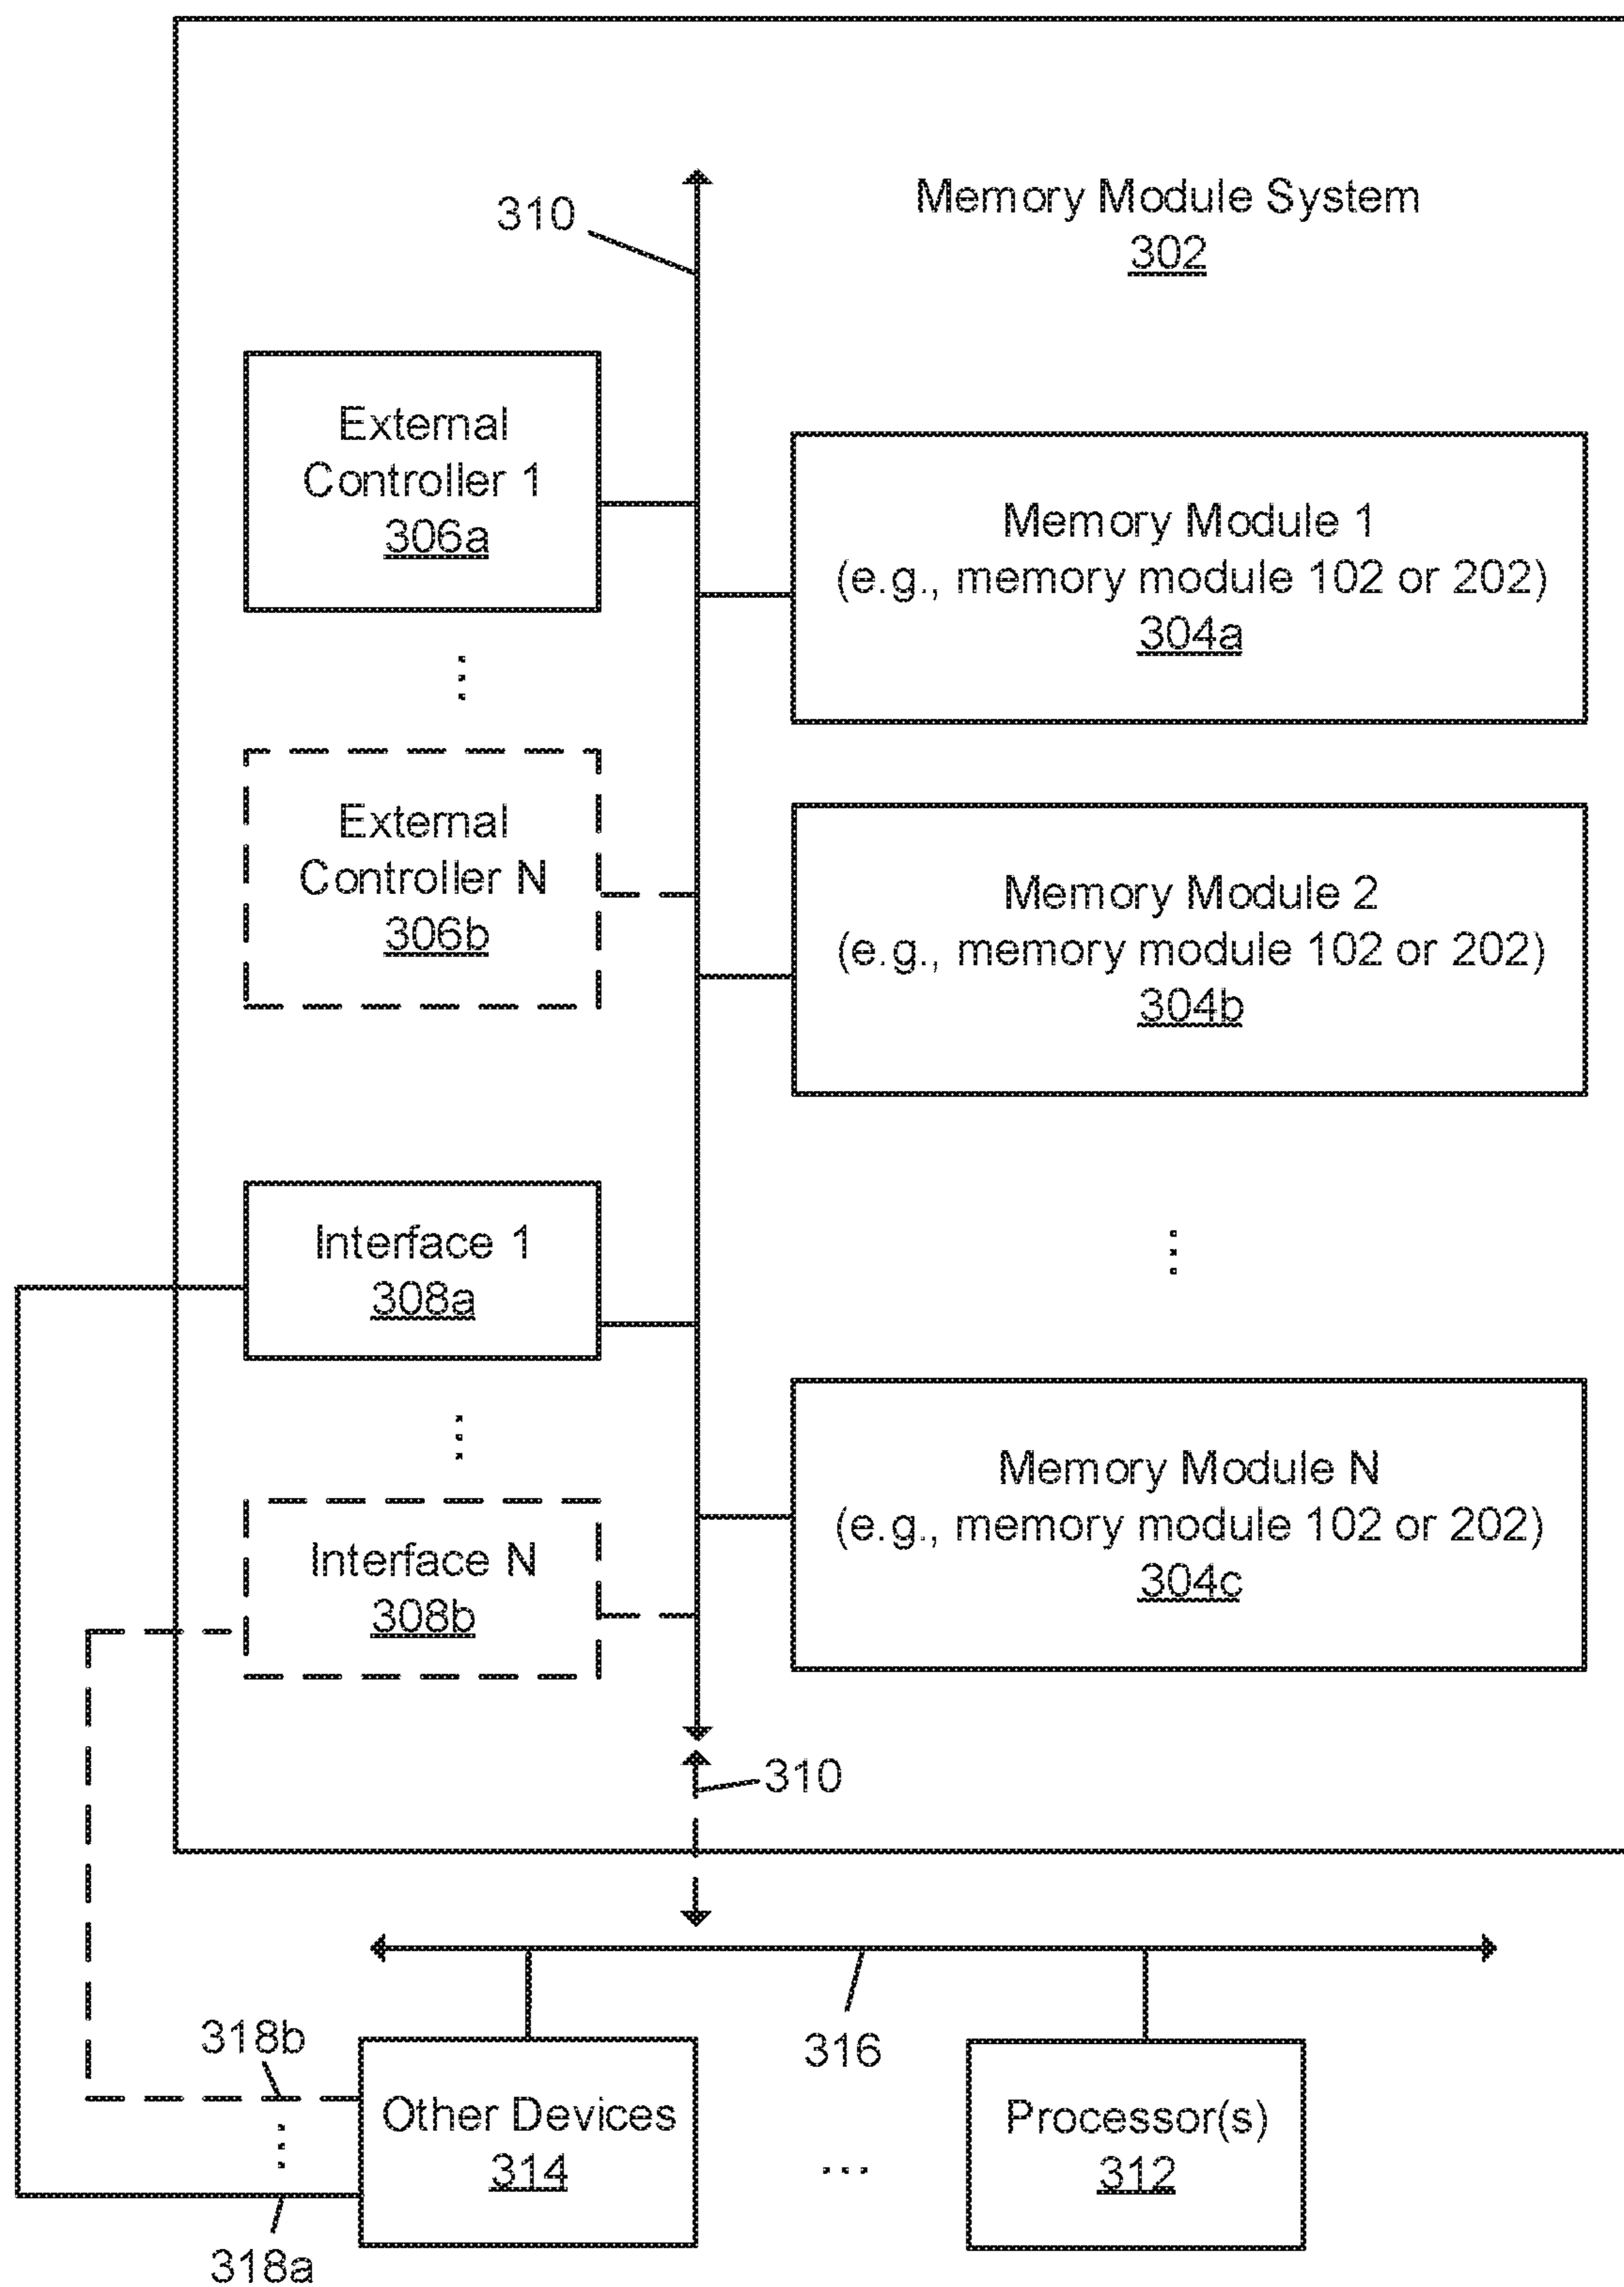 310
Memory Module System
302
External
Controller 1
306a
Memory Module 1
(e.g., memory module 102 or 202)
304a
⋮
External
Controller N
306b
Memory Module 2
(e.g., memory module 102 or 202)
304b
Interface 1
308a
⋮
⋮
Memory Module N
(e.g., memory module 102 or 202)
304c
Interface N
308b
310
318b
316
Other Devices
314
⋮
...
Processor(s)
312
318a